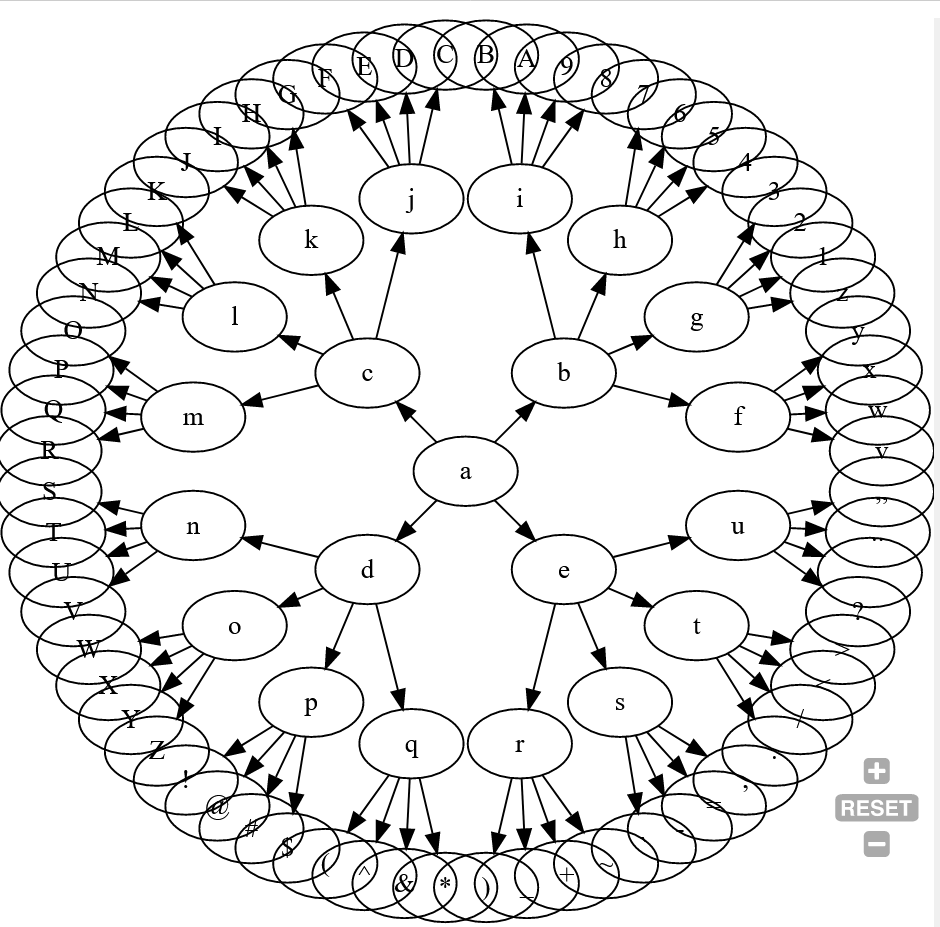 C
B
D
A
E
9
F
8
G
7
H
6
I
5
J
4
K
3
j
i
L
2
k
h
M
1
N
z
l
g
O
y
P
x
c
b
Q
w
m
f
R
v
a
S
,,
n
u
T
..
U
d
e
V
?
o
t
W
>
X
<
p
s
Y
/
q
r
Z
.
+
!
,
@
=
RESET
#
-
$
−
(
~
^
+
&
*
)
_